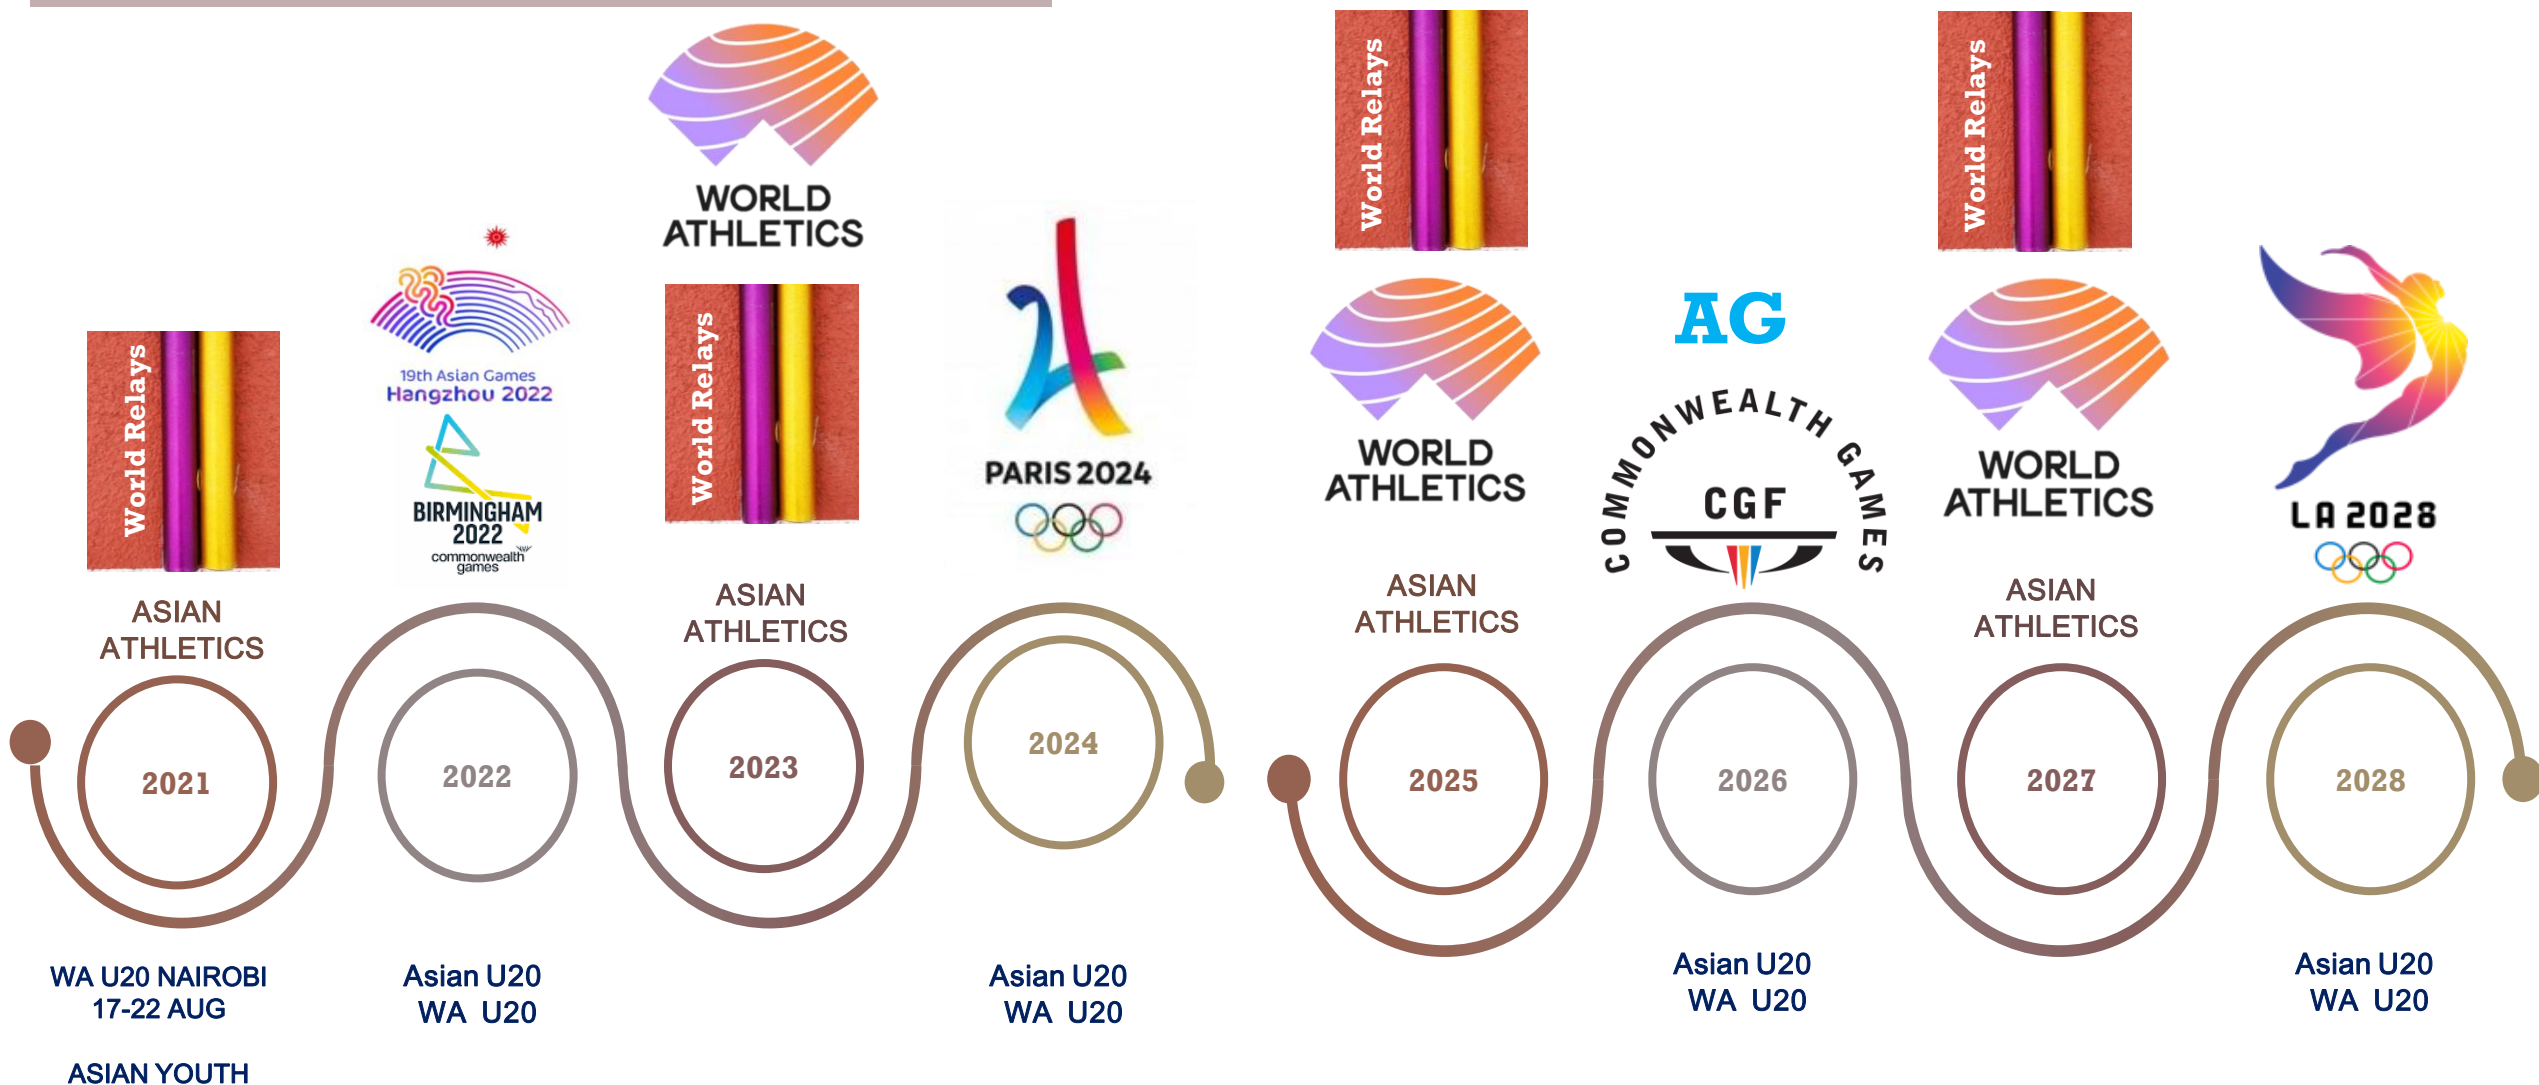 World Relays
ASIAN
ATHLETICS
2021
WA U20 NAIROBI
17-22 AUG
ASIAN YOUTH
19th Asian Games
Hangzhou 2022
BIRMINGHAM
2022
commonwealth
games
2022
Asian U20
WA U20
WORLD
ATHLETICS
World Relays
ASIAN
ATHLETICS
2023
PARIS 2024
2024
Asian U20
WA U20
World Relays
WORLD
ATHLETICS
ASIAN
ATHLETICS
2025
AG
COMMONWEALTH GAMES
CGF
2026
Asian U20
WA U20
World Relays
WORLD
ATHLETICS
ASIAN
ATHLETICS
2027
LA 2028
2028
Asian U20
WA U20